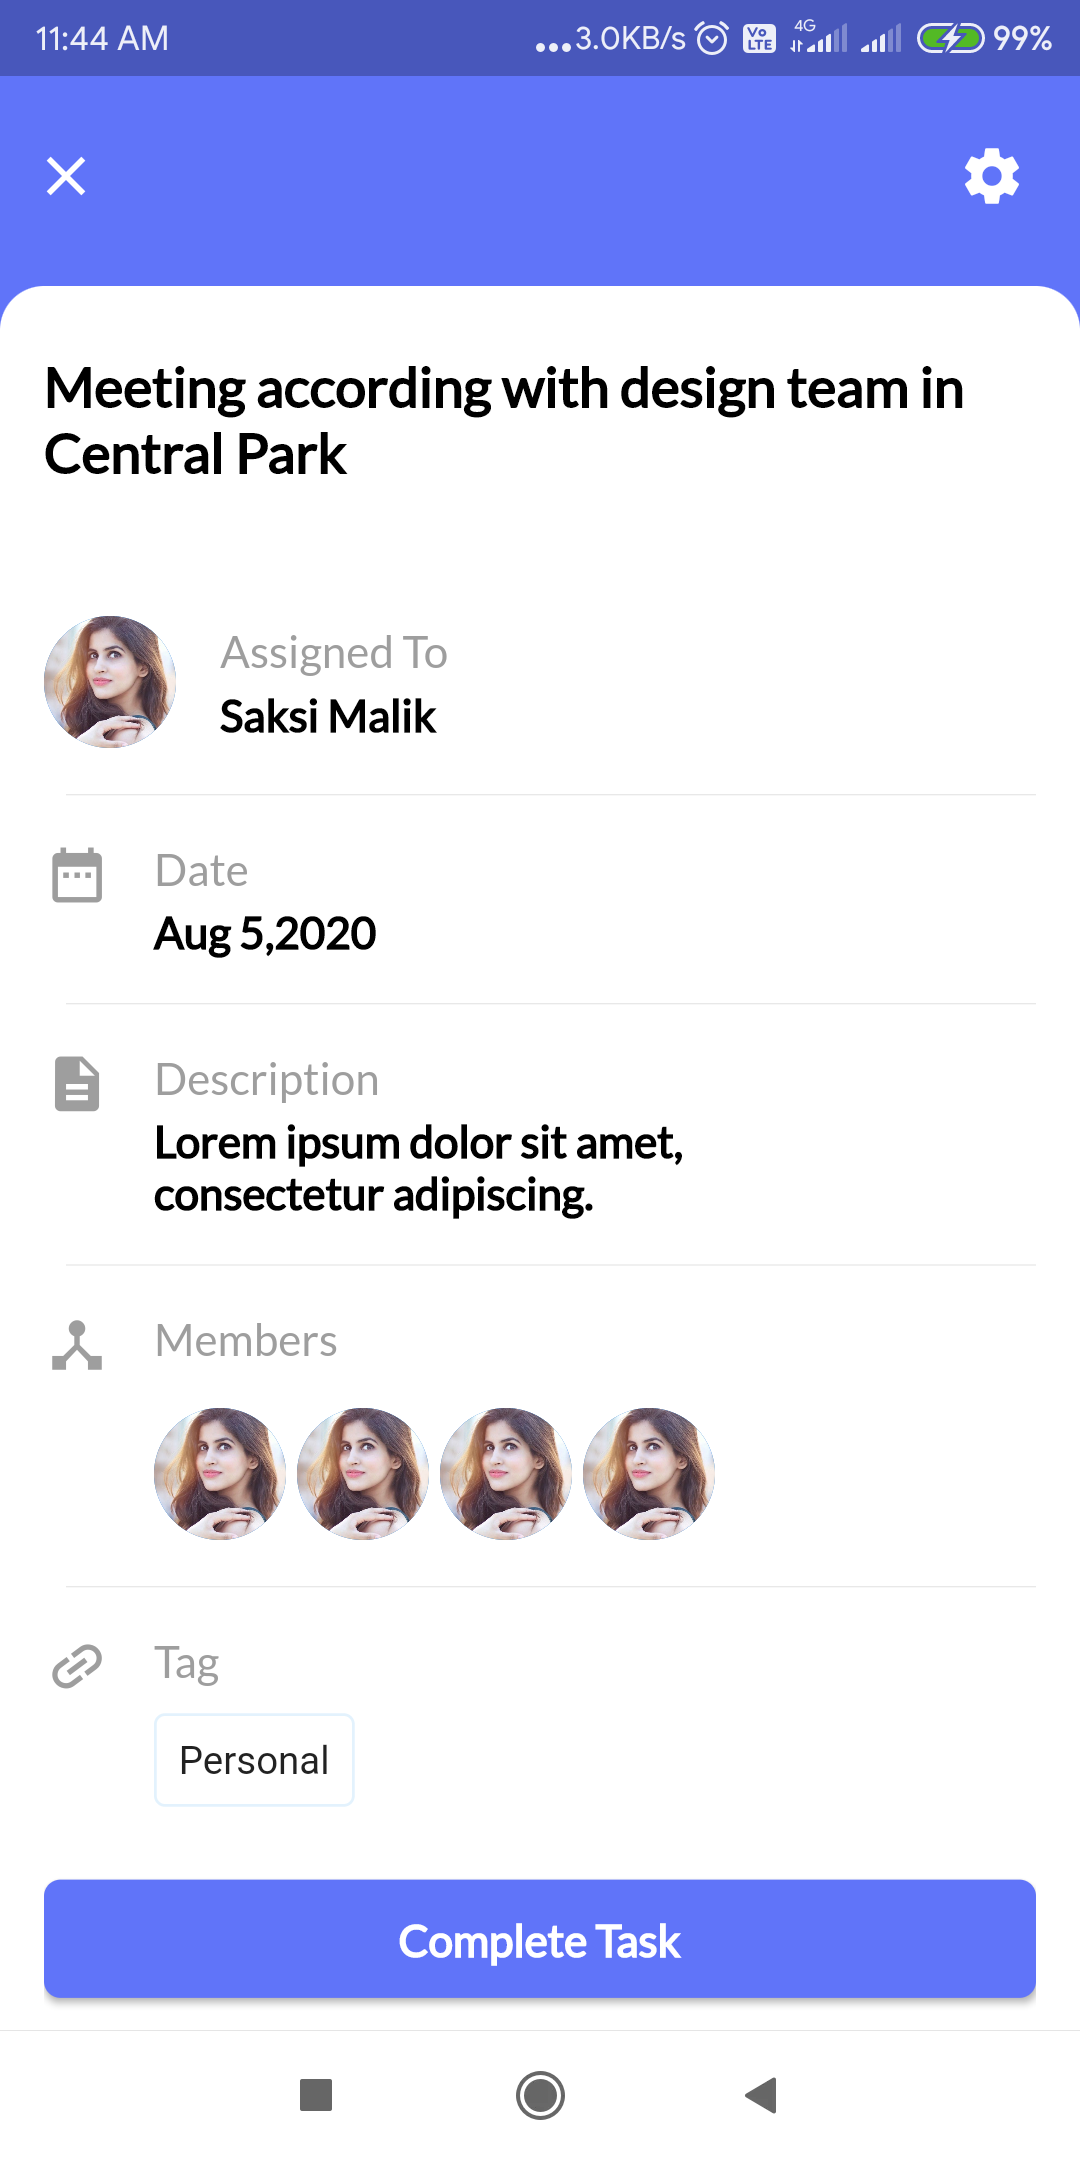 11:44 AM ...3.0KB/s Vo LTE 4G 99%
Meeting according with design team in
Central Park
Assigned To
Saksi Malik
Date
Aug 5,2020
Description
Lorem ipsum dolor sit amet,
consectetur adipiscing.
Members
Tag
Personal
Complete Task